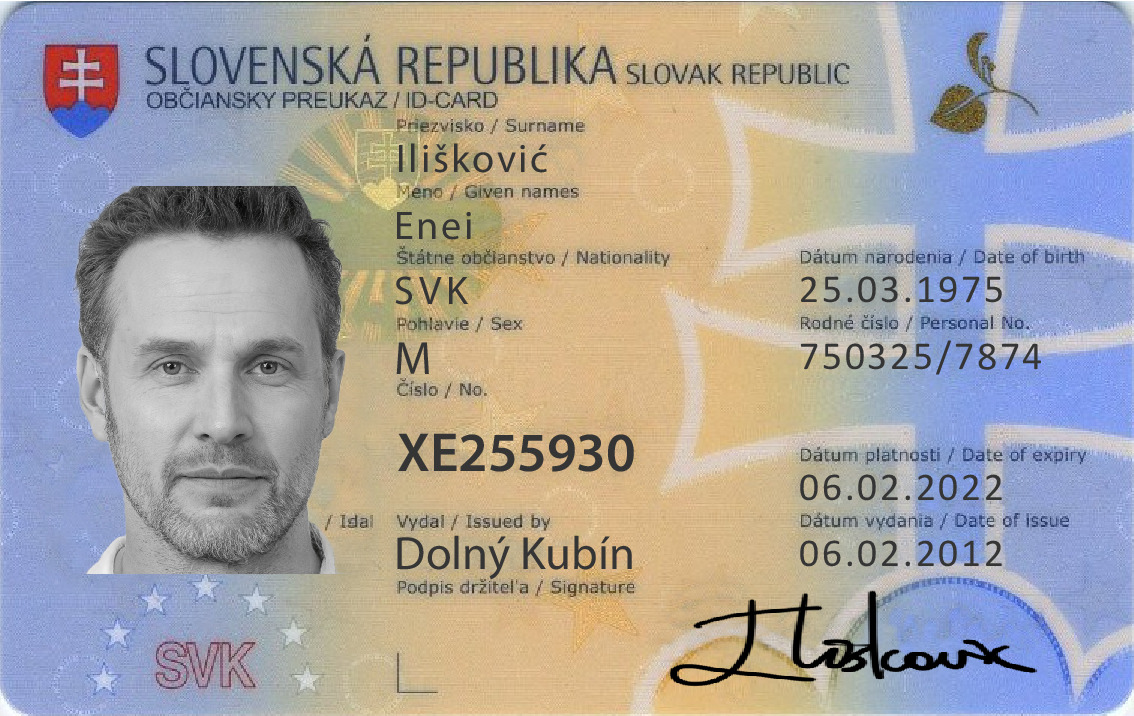 SLOVENSKÁ REPUBLIKA SLOVAK REPUBLIC
OBČIANSKY PREUKAZ / ID-CARD
Priezvisko / Surname
Ilišković
Meno / Given names
Enei
Štátne občianstvo / Nationality
SVK
Dátum narodenia / Date of birth
25.03.1975
Pohlavie / Sex
M
Rodné číslo / Personal No.
750325/7874
Číslo / No.
XE255930
Dátum platnosti / Date of expiry
06.02.2022
/ Isdal
Vydal / Issued by
Dolný Kubín
Dátum vydania / Date of issue
06.02.2012
Podpis držiteľa / Signature
SVK